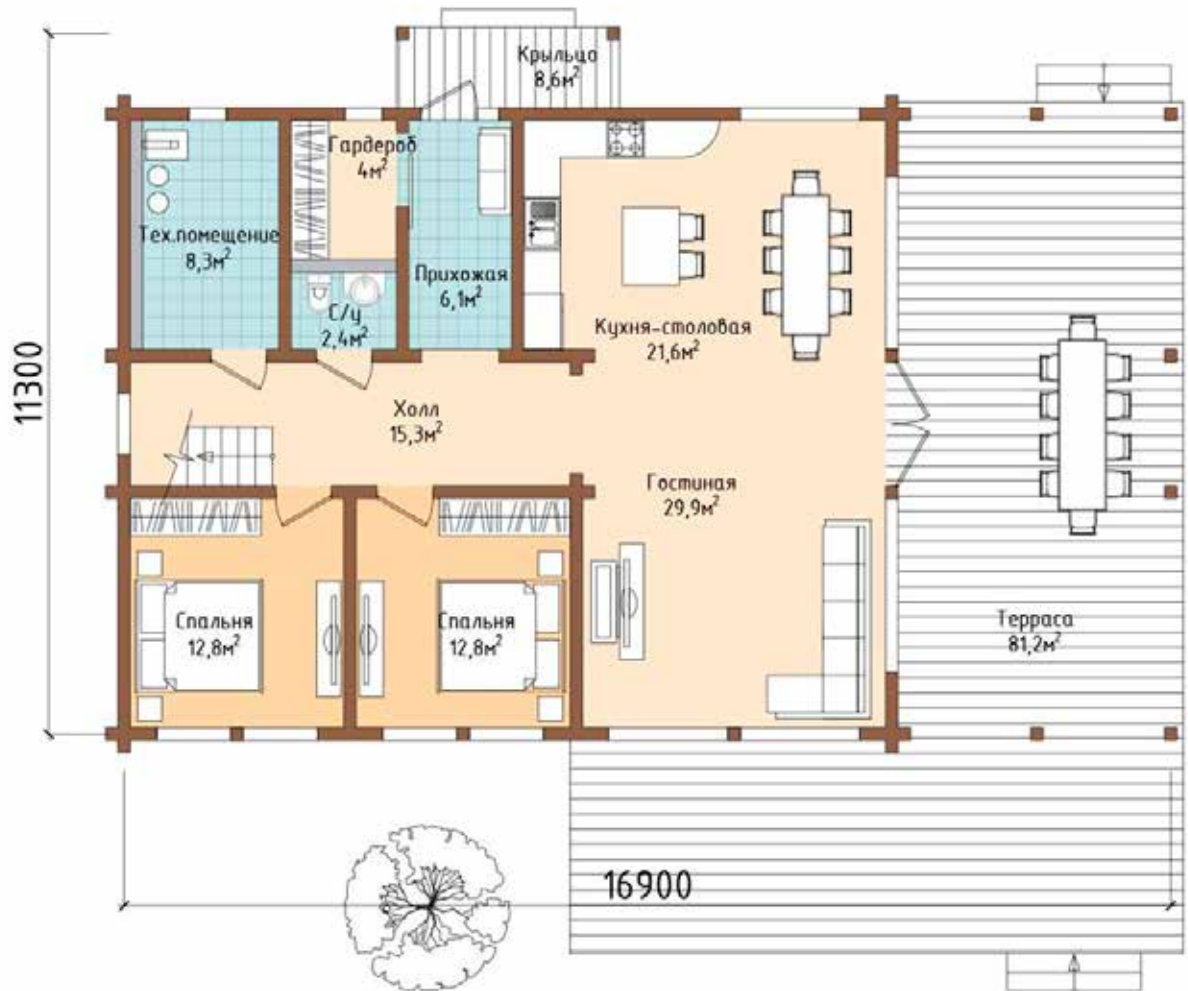 Крыльцо
8,6м²
Гардероб
4м²
Тех.помещение
8,3м²
Прихожая
6,1м²
С/у
2,4м²
Кухня-столовая
21,6м²
11300
Холл
15,3м²
Гостиная
29,9м²
Спальня
12,8м²
Спальня
12,8м²
Терраса
81,2м²
16900